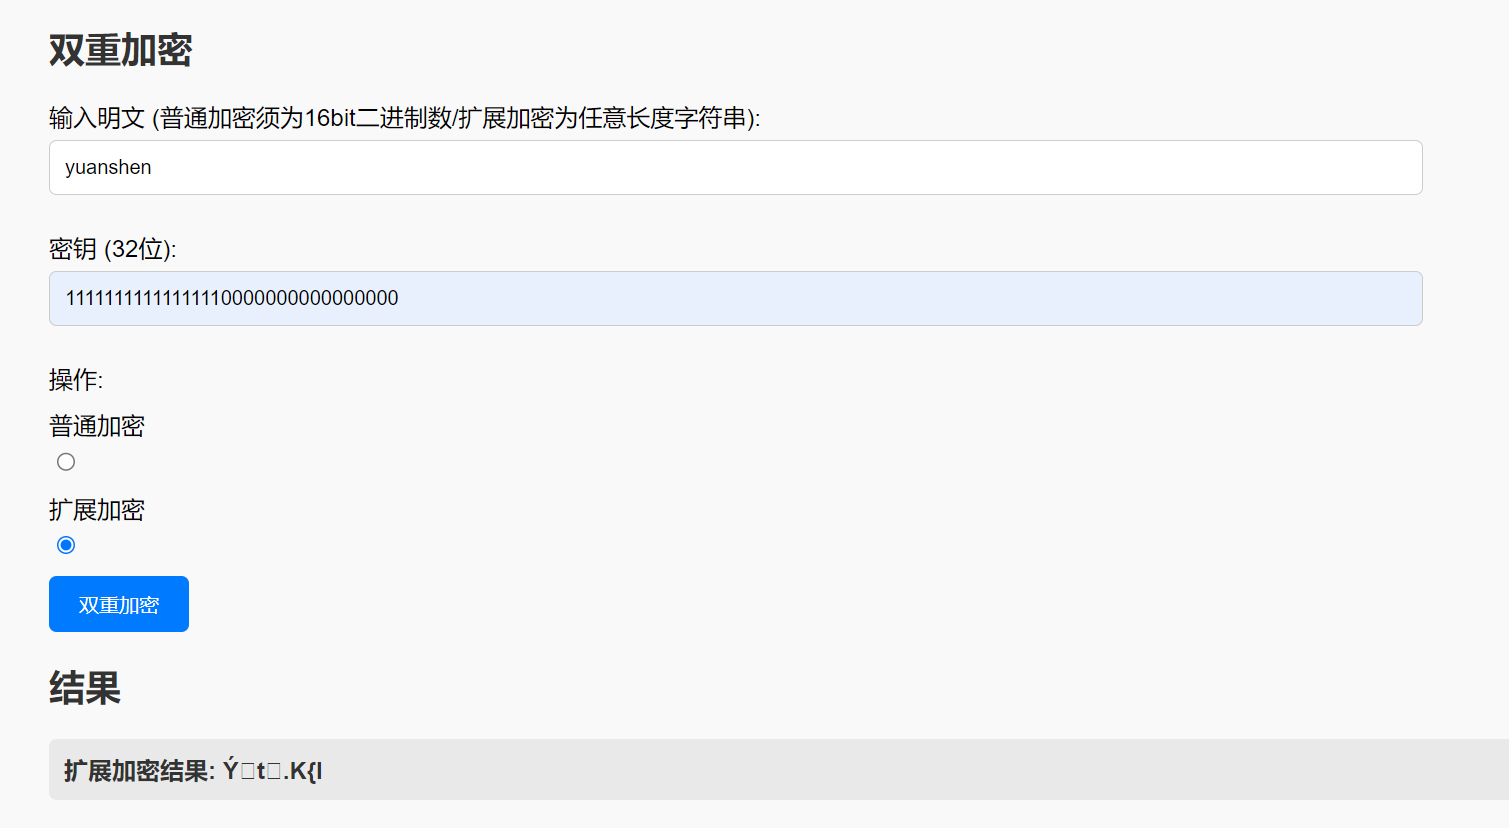 双重加密
输入明文 (普通加密须为16bit二进制数/扩展加密为任意长度字符串):
yuanshen
密钥 (32位):
11111111111111110000000000000000
操作:
普通加密
扩展加密
双重加密
结果
扩展加密结果: Ý□t□.K{I